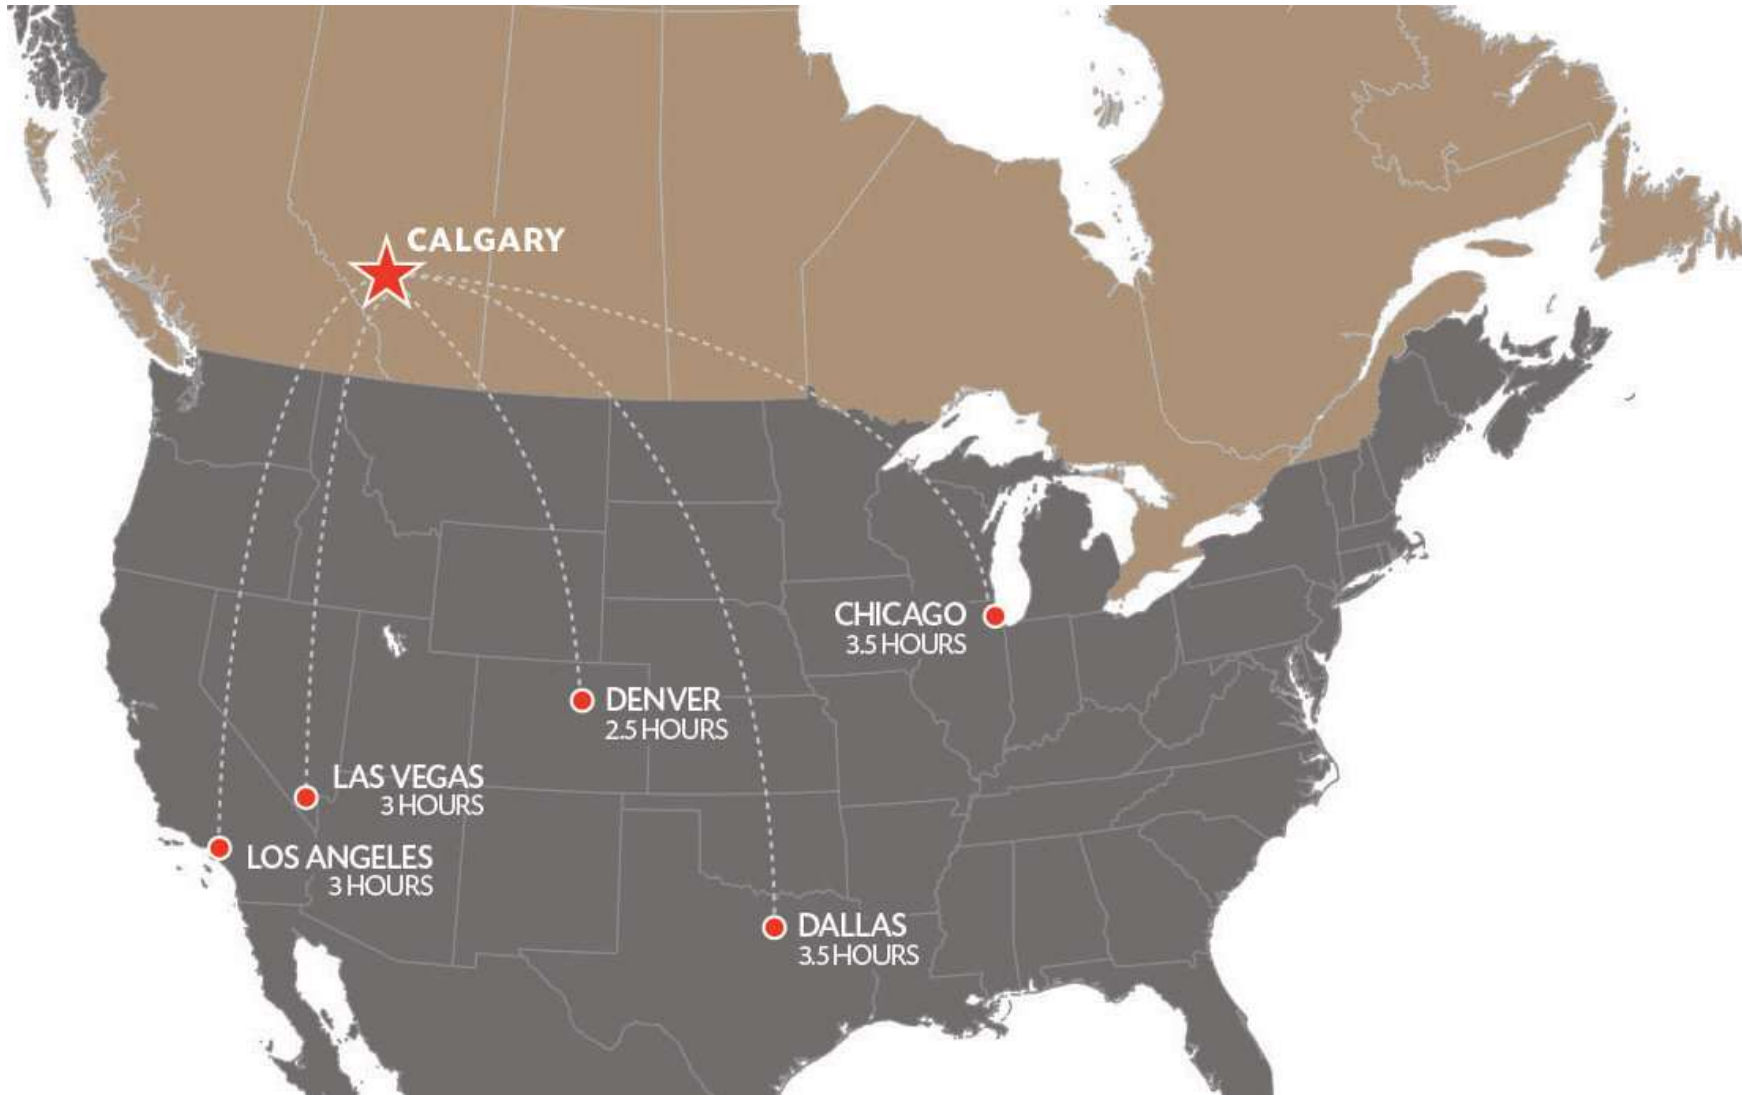 CALGARY
CHICAGO
3.5 HOURS
DENVER
2.5 HOURS
LAS VEGAS
3 HOURS
LOS ANGELES
3 HOURS
DALLAS
3.5 HOURS